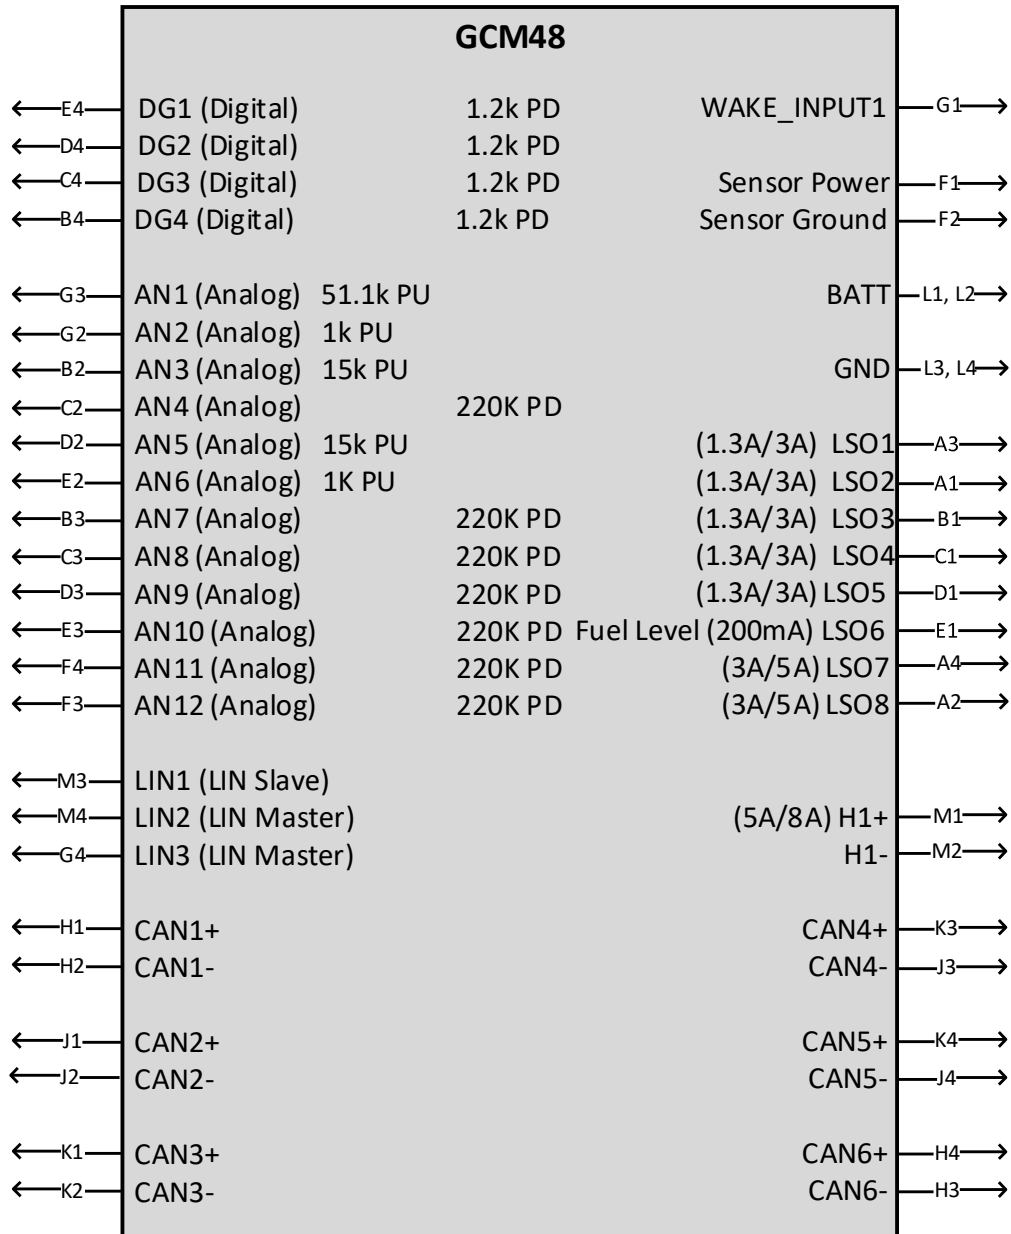 GCM48
E4 DG1 (Digital) 1.2k PD WAKE_INPUT1 G1
D4 DG2 (Digital) 1.2k PD
C4 DG3 (Digital) 1.2k PD Sensor Power F1
B4 DG4 (Digital) 1.2k PD Sensor Ground F2
G3 AN1 (Analog) 51.1k PU BATT L1, L2
G2 AN2 (Analog) 1k PU
B2 AN3 (Analog) 15k PU GND L3, L4
C2 AN4 (Analog) 220K PD
D2 AN5 (Analog) 15k PU (1.3A/3A) LSO1 A3
E2 AN6 (Analog) 1K PU (1.3A/3A) LSO2 A1
B3 AN7 (Analog) 220K PD (1.3A/3A) LSO3 B1
C3 AN8 (Analog) 220K PD (1.3A/3A) LSO4 C1
D3 AN9 (Analog) 220K PD (1.3A/3A) LSO5 D1
E3 AN10 (Analog) 220K PD Fuel Level (200mA) LSO6 E1
F4 AN11 (Analog) 220K PD (3A/5A) LSO7 A4
F3 AN12 (Analog) 220K PD (3A/5A) LSO8 A2
M3 LIN1 (LIN Slave)
M4 LIN2 (LIN Master) (5A/8A) H1+ M1
G4 LIN3 (LIN Master) H1- M2
H1 CAN1+ CAN4+ K3
H2 CAN1- CAN4- J3
J1 CAN2+ CAN5+ K4
J2 CAN2- CAN5- J4
K1 CAN3+ CAN6+ H4
K2 CAN3- CAN6- H3